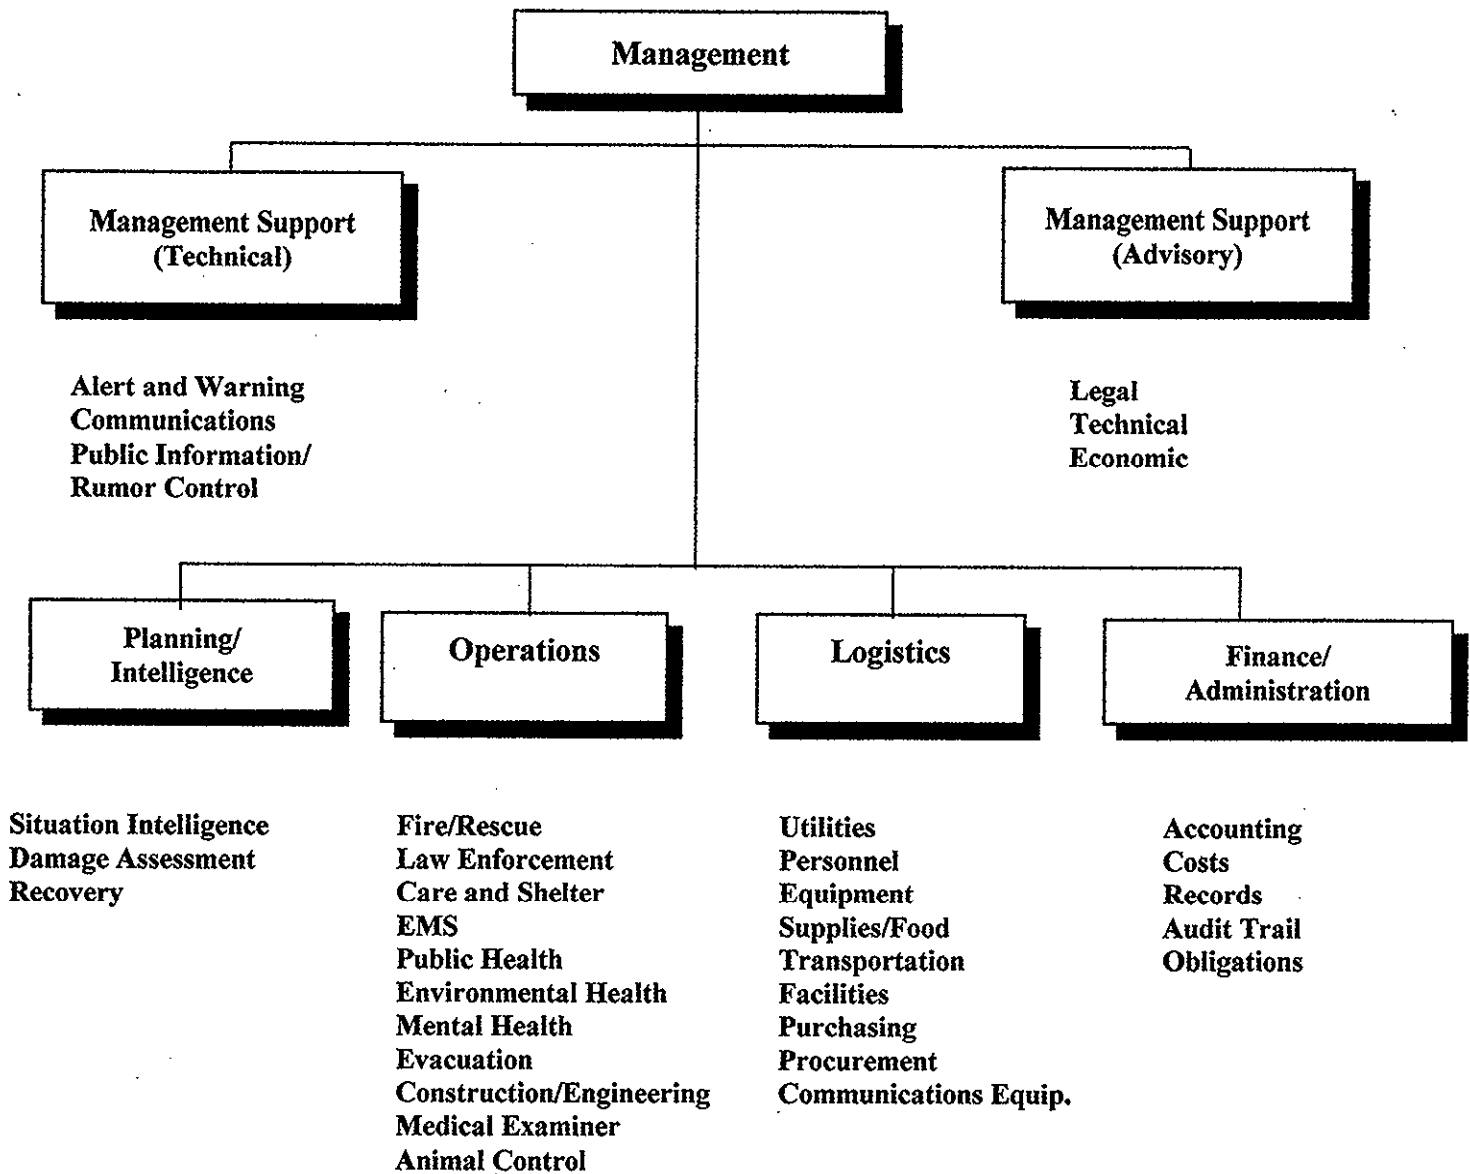 Management
Management Support
(Technical)
Management Support
(Advisory)
Alert and Warning
Communications
Public Information/
Rumor Control
Legal
Technical
Economic
Planning/
Intelligence
Operations
Logistics
Finance/
Administration
Situation Intelligence
Damage Assessment
Recovery
Fire/Rescue
Law Enforcement
Care and Shelter
EMS
Public Health
Environmental Health
Mental Health
Evacuation
Construction/Engineering
Medical Examiner
Animal Control
Utilities
Personnel
Equipment
Supplies/Food
Transportation
Facilities
Purchasing
Procurement
Communications Equip.
Accounting
Costs
Records
Audit Trail
Obligations